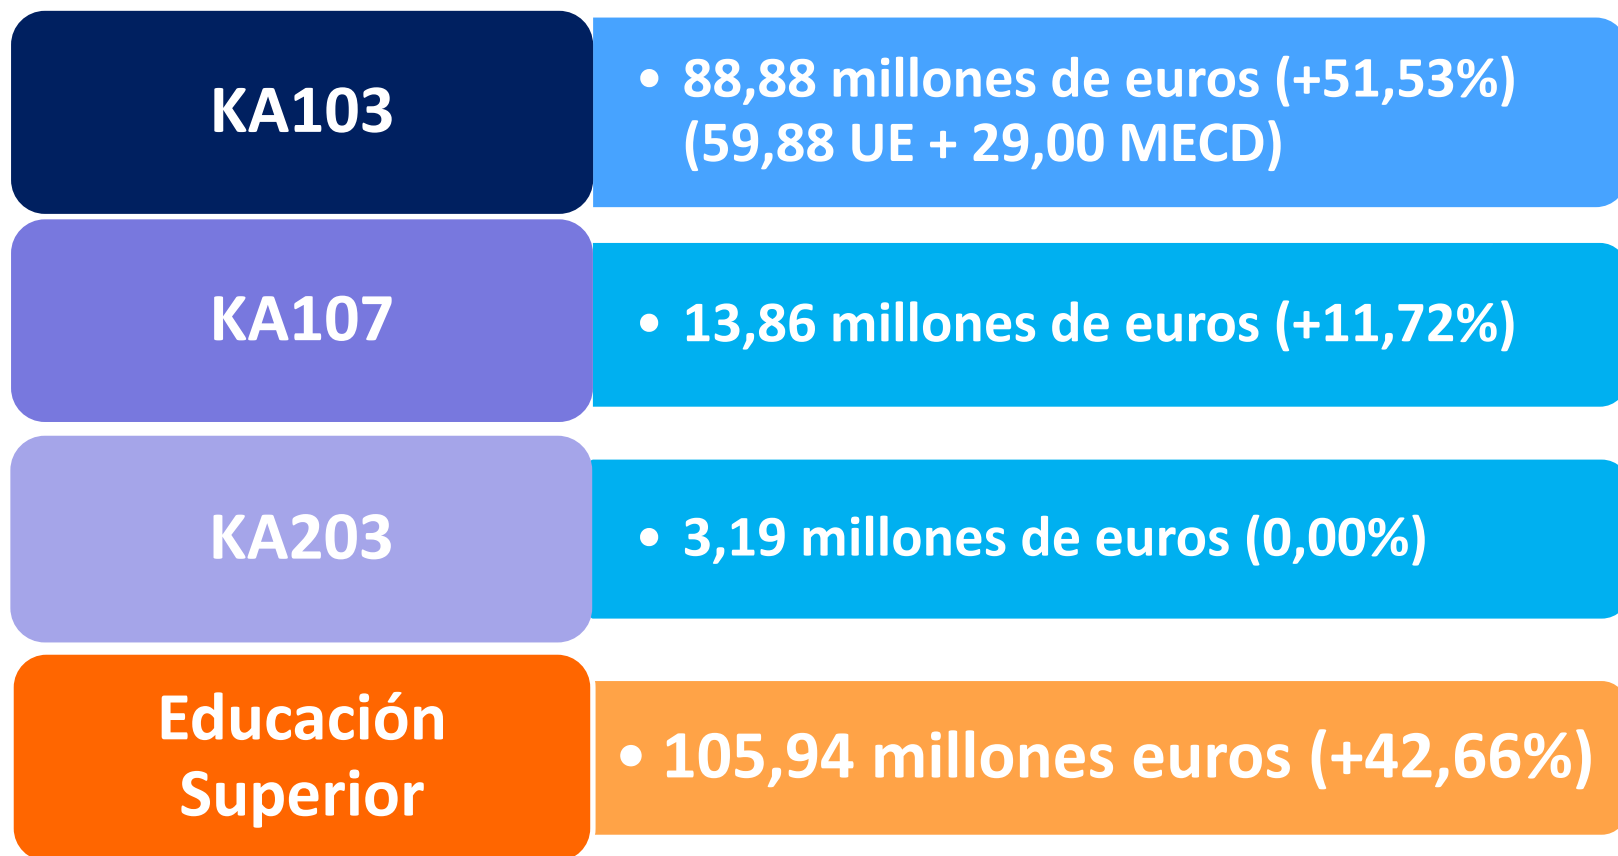 KA103
• 88,88 millones de euros (+51,53%)
(59,88 UE + 29,00 MECD)
KA107
• 13,86 millones de euros (+11,72%)
KA203
• 3,19 millones de euros (0,00%)
Educación
Superior
• 105,94 millones euros (+42,66%)